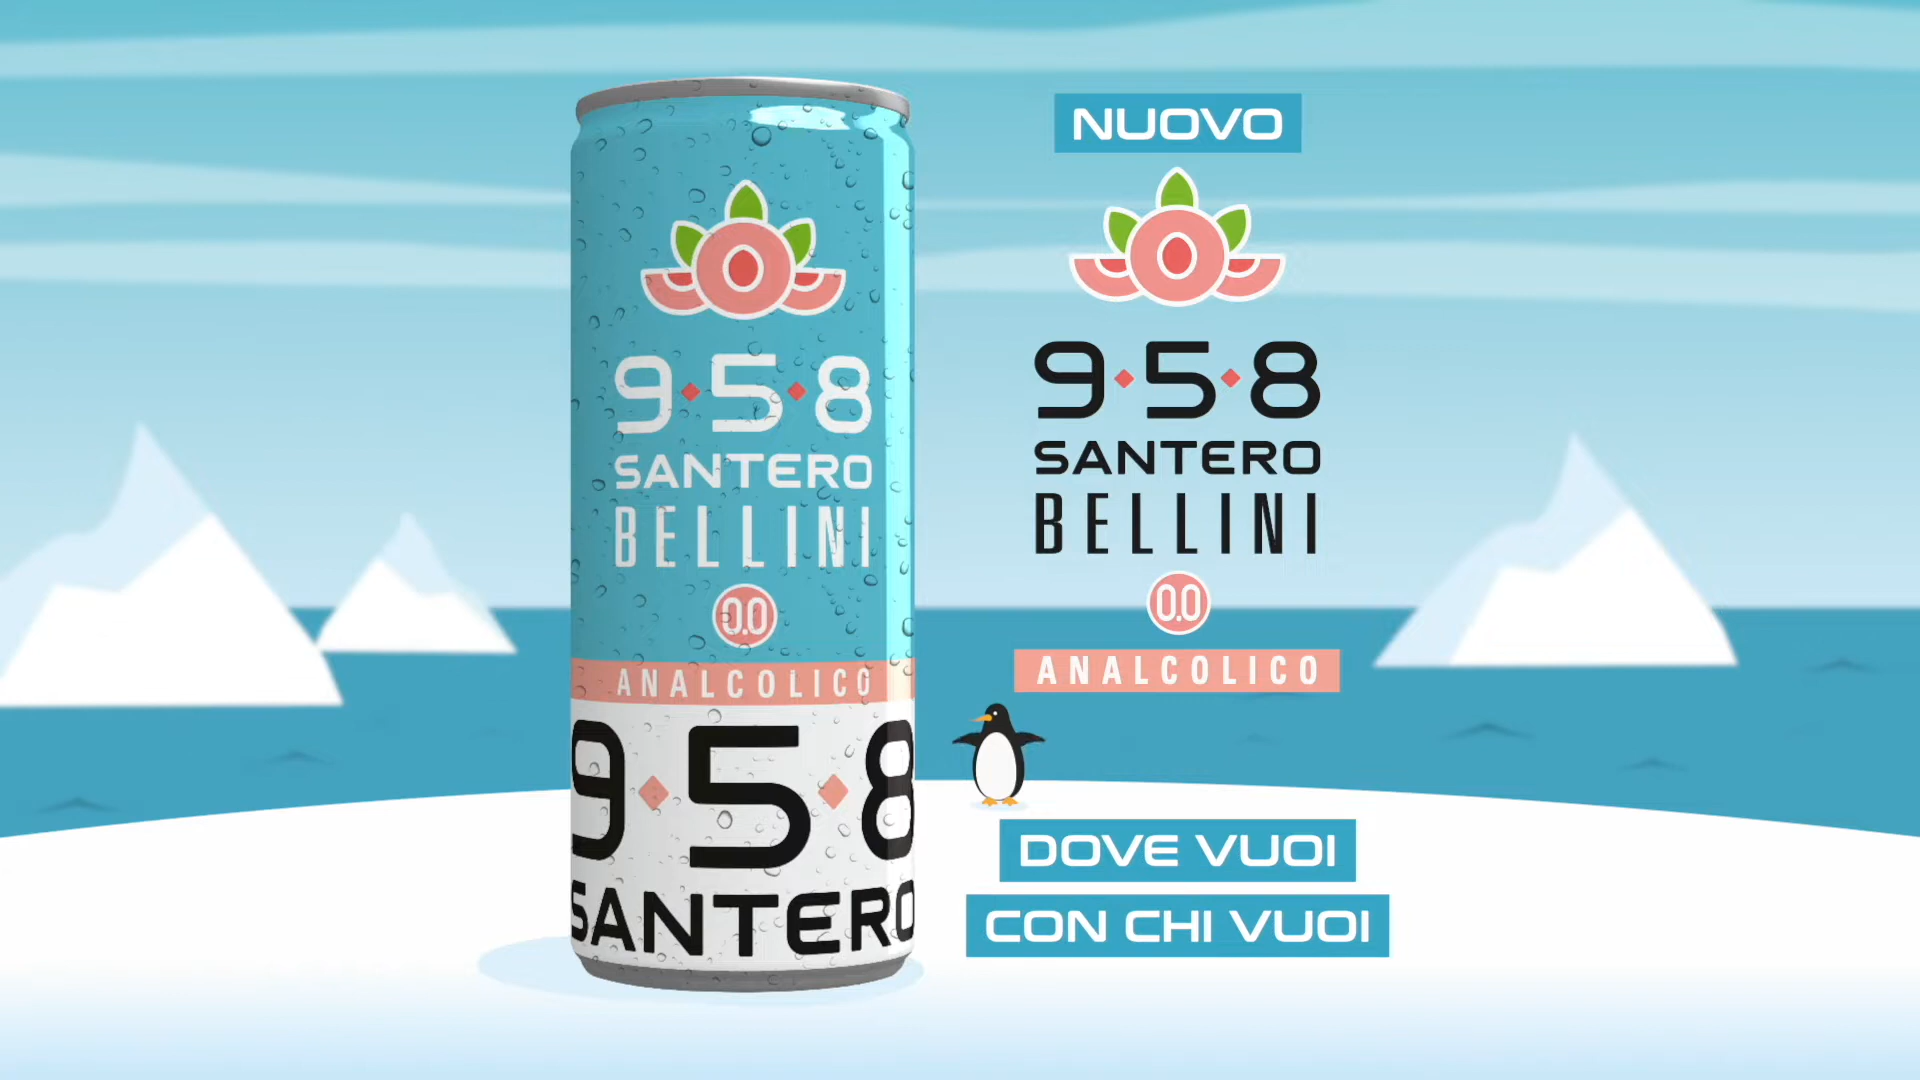 9·5·8
SANTERO
BELLINI
0.0
ANALCOLICO
9·5·8
SANTERO
NUOVO
9·5·8
SANTERO
BELLINI
0.0
ANALCOLICO
DOVE VUOI
CON CHI VUOI